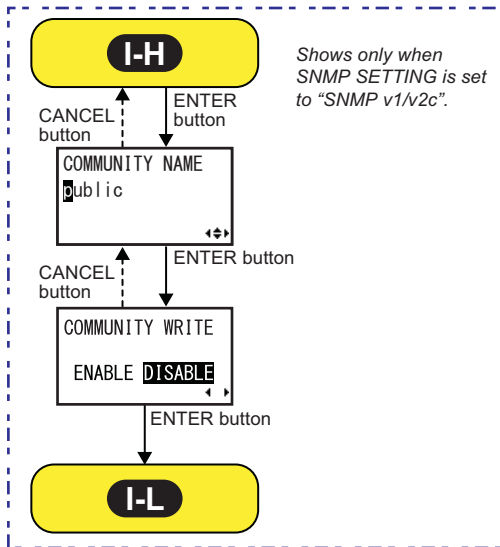 I-H
Shows only when
SNMP SETTING is set
to “SNMP v1/v2c”.
CANCEL
button
ENTER
button
COMMUNITY NAME
public
CANCEL
button
ENTER button
COMMUNITY WRITE
ENABLE DISABLE
ENTER button
I-L